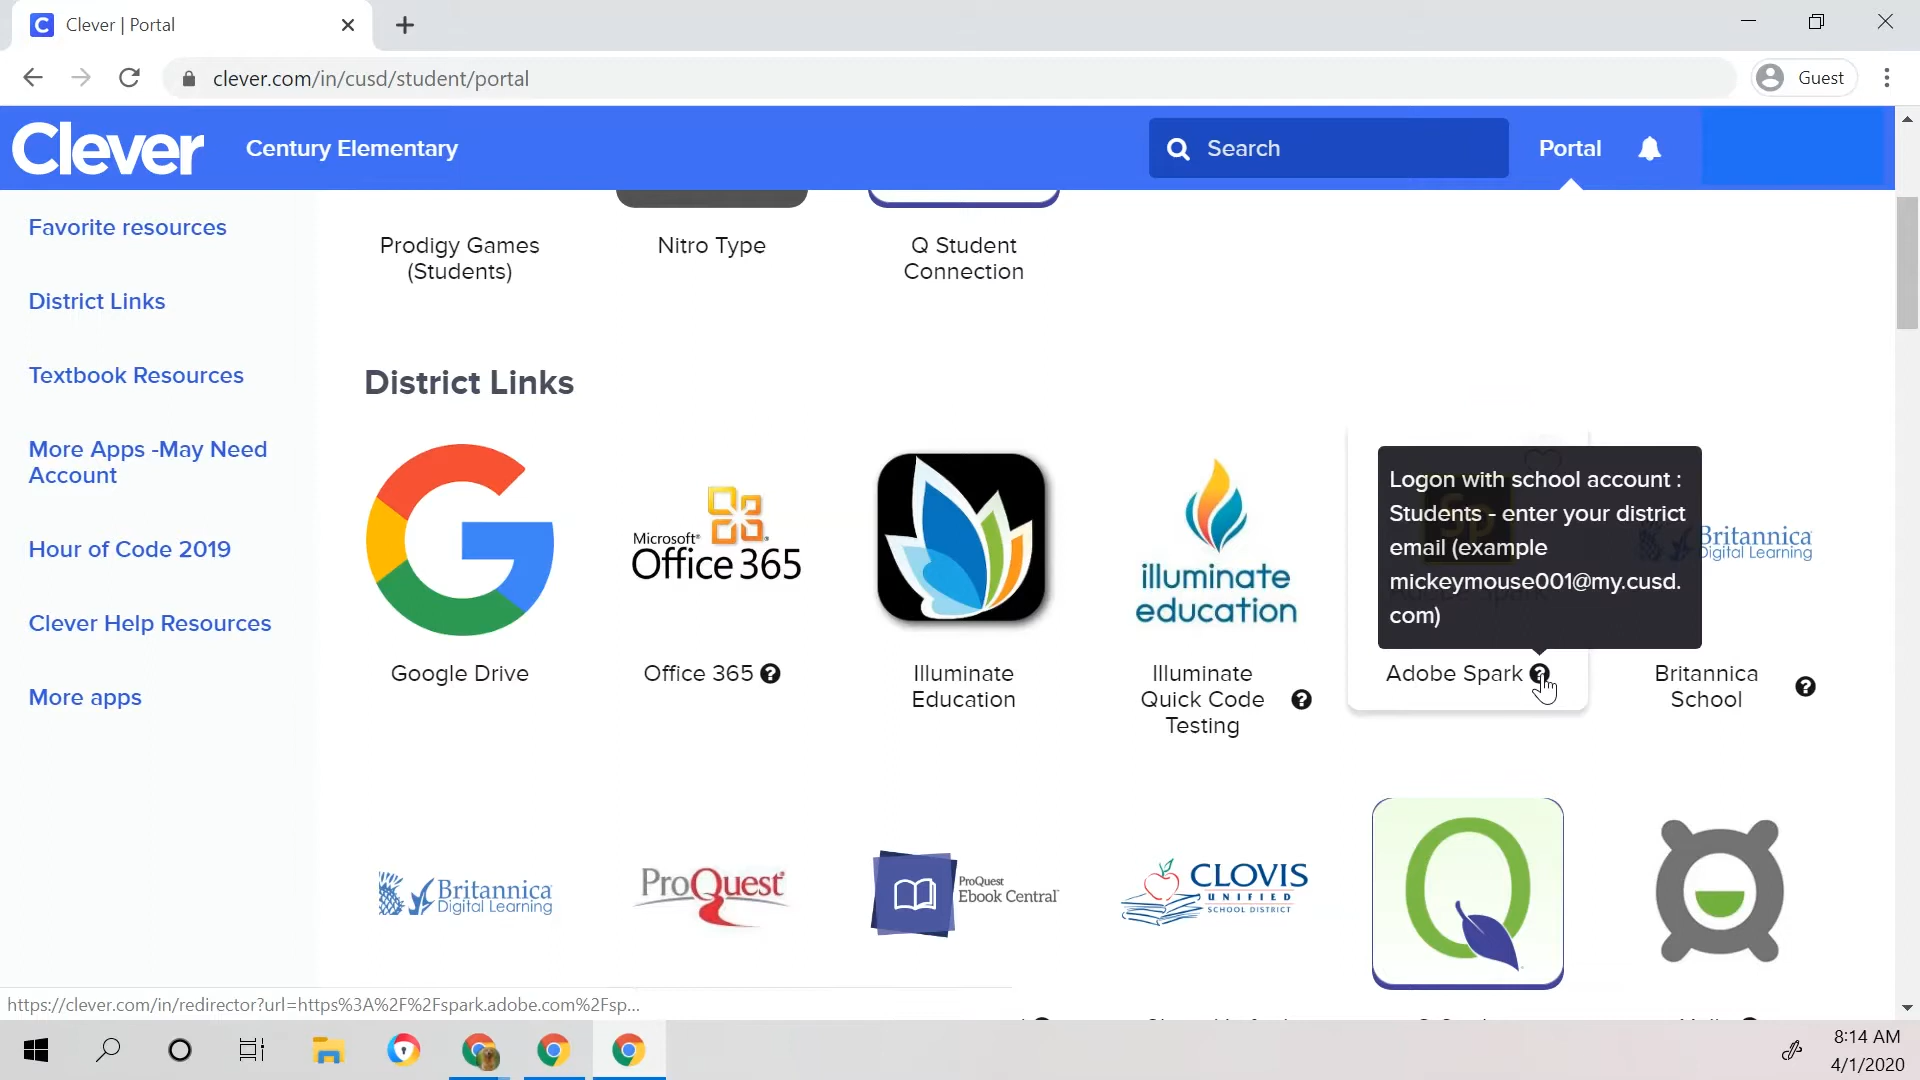 Clever | Portal
clever.com/in/cusd/student/portal
Guest
Clever
Century Elementary
Search
Portal
Favorite resources
District Links
Textbook Resources
More Apps -May Need
Account
Hour of Code 2019
Clever Help Resources
More apps
Prodigy Games
(Students)
Nitro Type
Q Student
Connection
District Links
Microsoft
Office 365
illuminate
education
Logon with school account :
Students - enter your district
email (example
mickeymouse001@my.cusd.
com)
Britannica
Digital Learning
Google Drive
Office 365
Illuminate
Education
Illuminate
Quick Code
Testing
Adobe Spark
Britannica
School
Britannica
Digital Learning
ProQuest
ProQuest
Ebook Central
CLOVIS
UNIFIED
SCHOOL DISTRICT
https://clever.com/in/redirector?url=https%3A%2F%2Fspark.adobe.com%2Fsp...
8:14 AM
4/1/2020